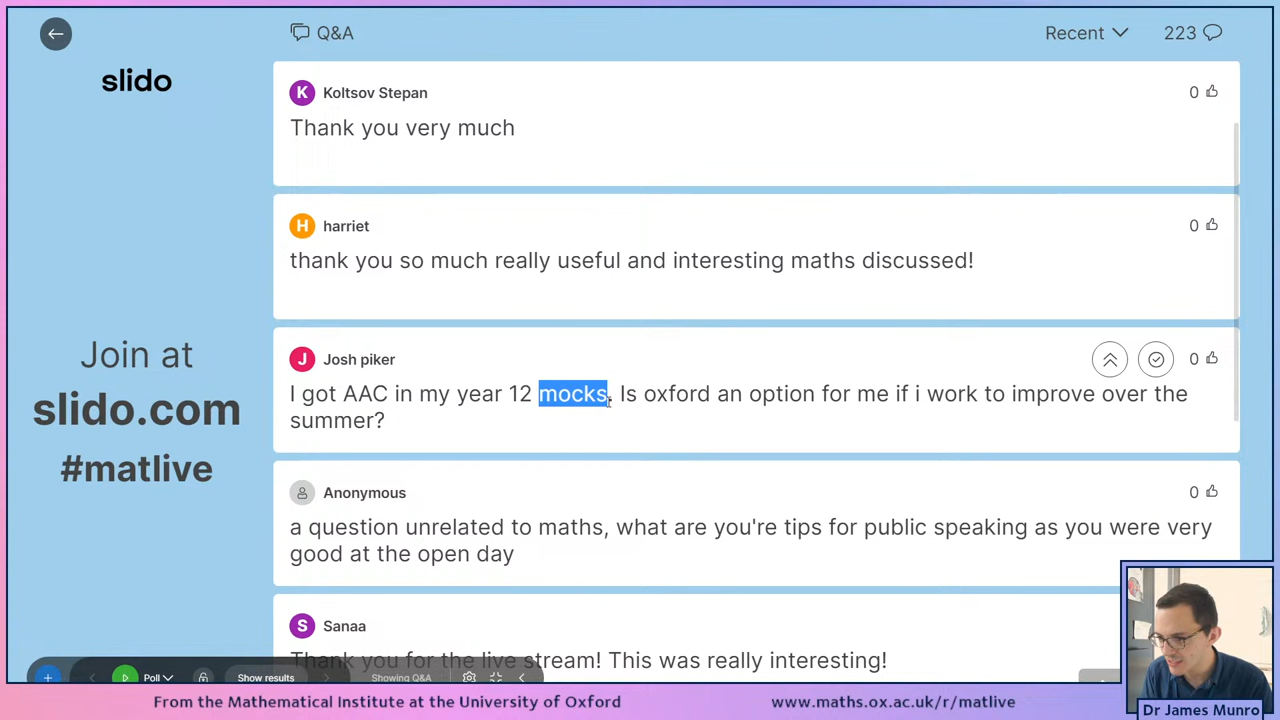 Q&A
Recent
223
slido
K
Koltsov Stepan
0
Thank you very much
H
harriet
0
thank you so much really useful and interesting maths discussed!
Join at
slido.com
#matlive
J
Josh piker
0
I got AAC in my year 12 mocks. Is oxford an option for me if i work to improve over the
summer?
Anonymous
0
a question unrelated to maths, what are you're tips for public speaking as you were very
good at the open day
S
Sanaa
Thank you for the live stream! This was really interesting!
Poll
Show results
Showing Q&A
From the Mathematical Institute at the University of Oxford
www.maths.ox.ac.uk/r/matlive
Dr James Munro